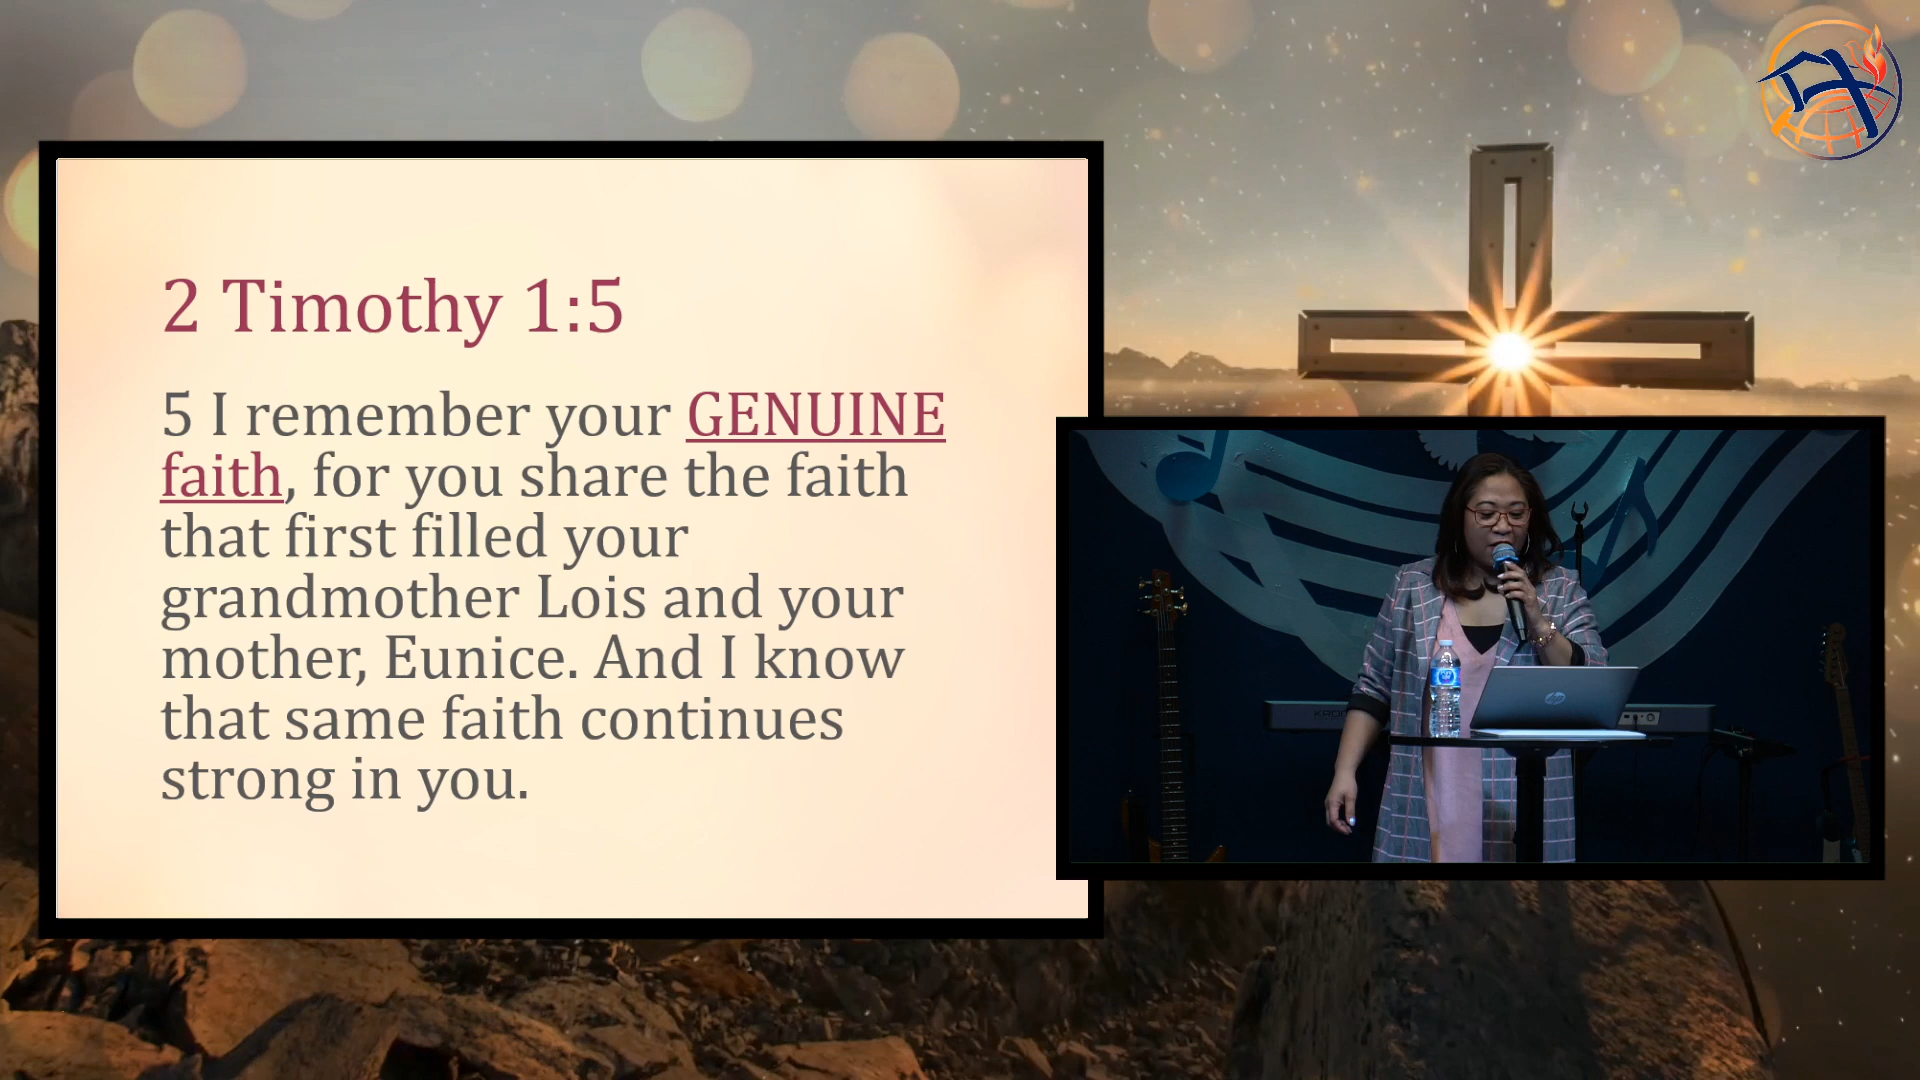 2 Timothy 1:5
5 I remember your GENUINE
faith, for you share the faith
that first filled your
grandmother Lois and your
mother, Eunice. And I know
that same faith continues
strong in you.
hp